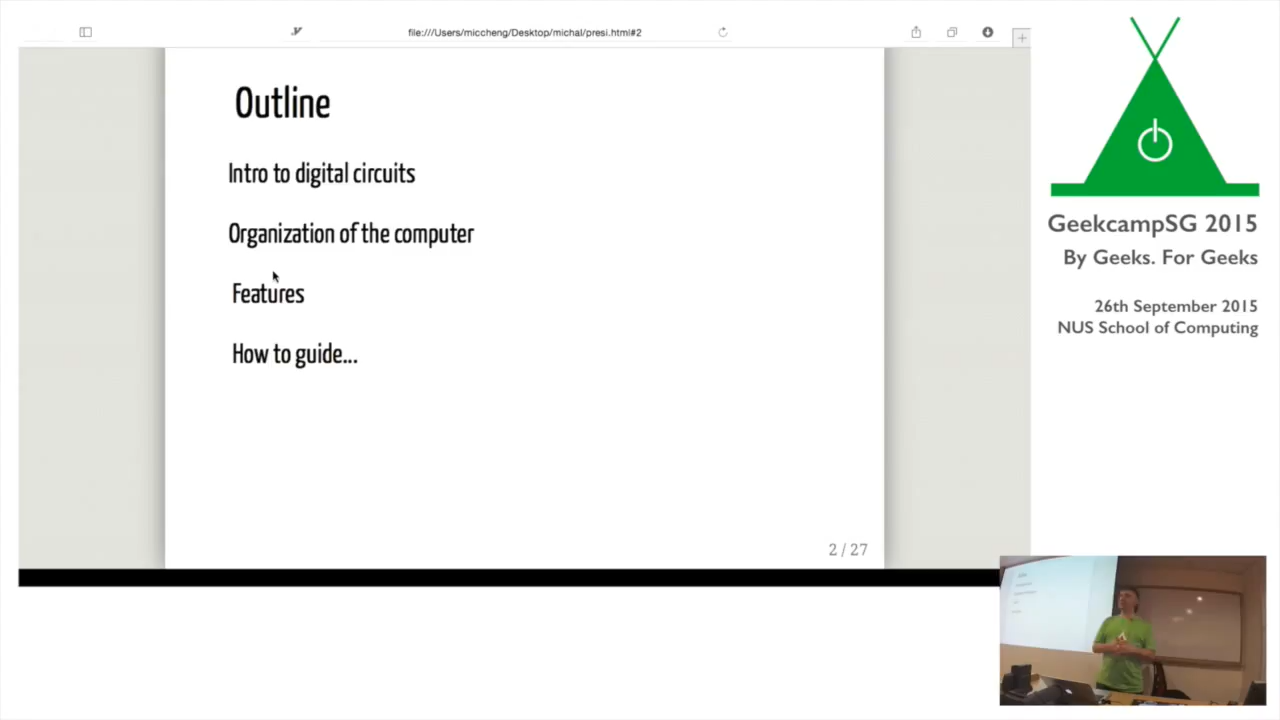 file:///Users/miccheng/Desktop/michal/presi.html#2
Outline
Intro to digital circuits
Organization of the computer
Features
How to guide...
2 / 27
GeekcampSG 2015
By Geeks. For Geeks
26th September 2015
NUS School of Computing